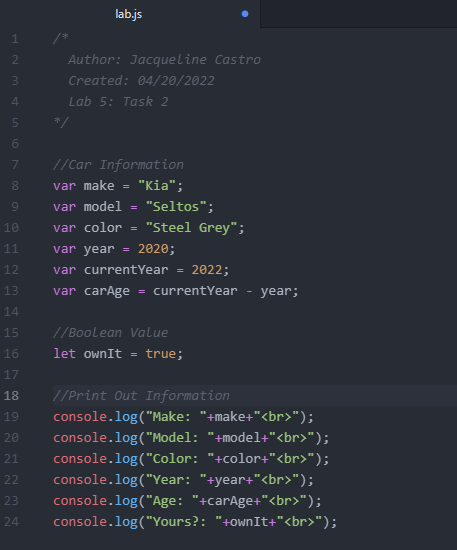 lab.js
1 /*
2   Author: Jacqueline Castro
3   Created: 04/20/2022
4   Lab 5: Task 2
5 */
6
7 //Car Information
8 var make = "Kia";
9 var model = "Seltos";
10 var color = "Steel Grey";
11 var year = 2020;
12 var currentYear = 2022;
13 var carAge = currentYear - year;
14
15 //Boolean Value
16 let ownIt = true;
17
18 //Print Out Information
19 console.log("Make: "+make+"<br>");
20 console.log("Model: "+model+"<br>");
21 console.log("Color: "+color+"<br>");
22 console.log("Year: "+year+"<br>");
23 console.log("Age: "+carAge+"<br>");
24 console.log("Yours?: "+ownIt+"<br>");